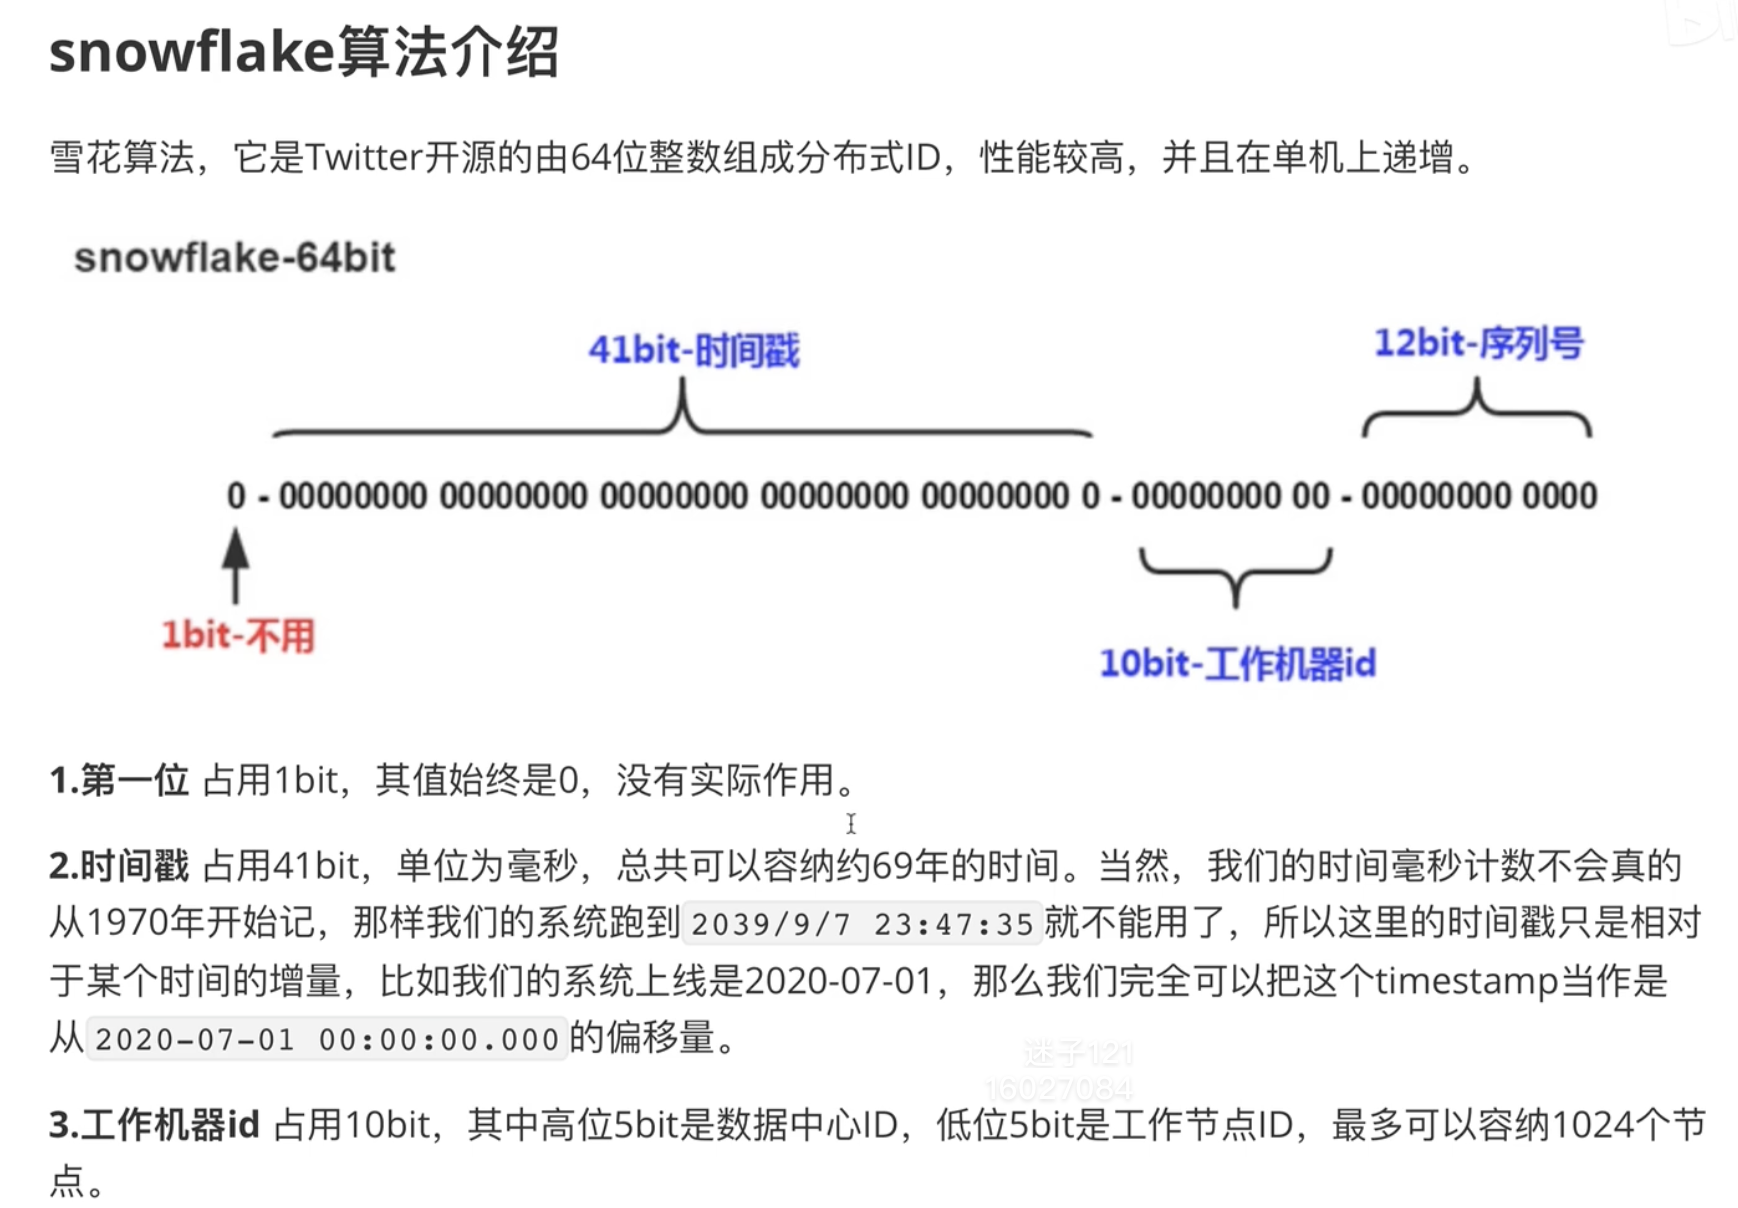 snowflake算法介绍
雪花算法，它是Twitter开源的由64位整数组成分布式ID，性能较高，并且在单机上递增。
snowflake-64bit
41bit-时间戳
12bit-序列号
0 - 00000000 00000000 00000000 00000000 00000000 0 - 00000000 00 - 00000000 0000
1bit-不用
10bit-工作机器id
1.第一位 占用1bit，其值始终是0，没有实际作用。
2.时间戳 占用41bit，单位为毫秒，总共可以容纳约69年的时间。当然，我们的时间毫秒计数不会真的
从1970年开始记，那样我们的系统跑到 2039/9/7 23:47:35 就不能用了，所以这里的时间戳只是相对
于某个时间的增量，比如我们的系统上线是2020-07-01，那么我们完全可以把这个timestamp当作是
从 2020-07-01 00:00:00.000 的偏移量。
迷子121
16027084
3.工作机器id 占用10bit，其中高位5bit是数据中心ID，低位5bit是工作节点ID，最多可以容纳1024个节
点。